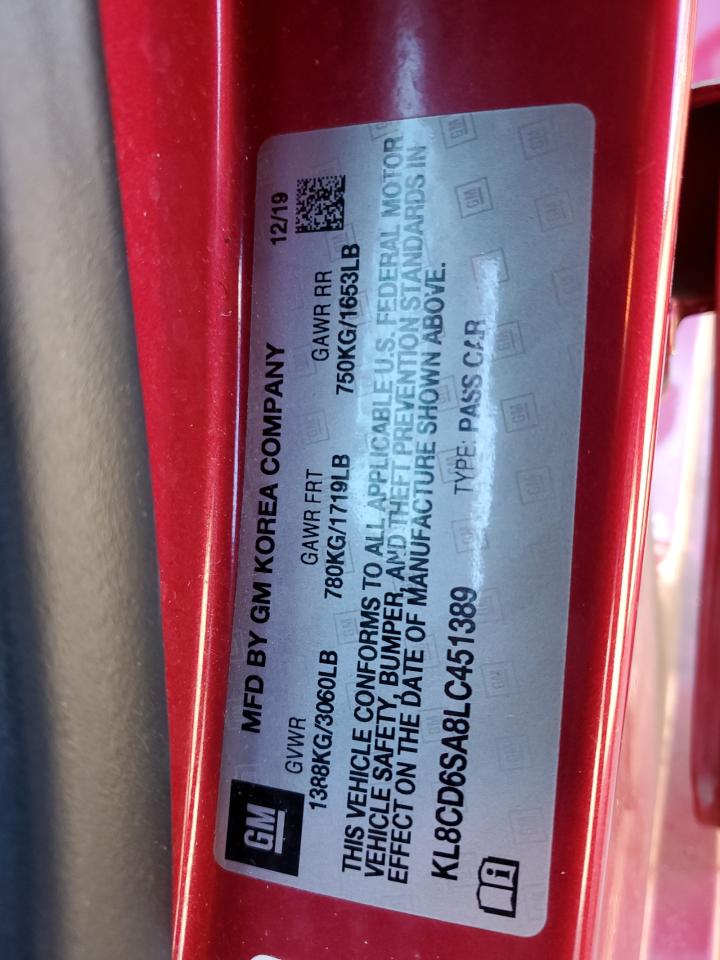 GM
MFD BY GM KOREA COMPANY
12/19
GVWR
GAWR FRT
GAWR RR
1388KG/3060LB
780KG/1719LB
750KG/1653LB
THIS VEHICLE CONFORMS TO ALL APPLICABLE U.S. FEDERAL MOTOR
VEHICLE SAFETY, BUMPER, AND THEFT PREVENTION STANDARDS IN
EFFECT ON THE DATE OF MANUFACTURE SHOWN ABOVE.
KL8CD6SA8LC451389
TYPE: PASS CAR